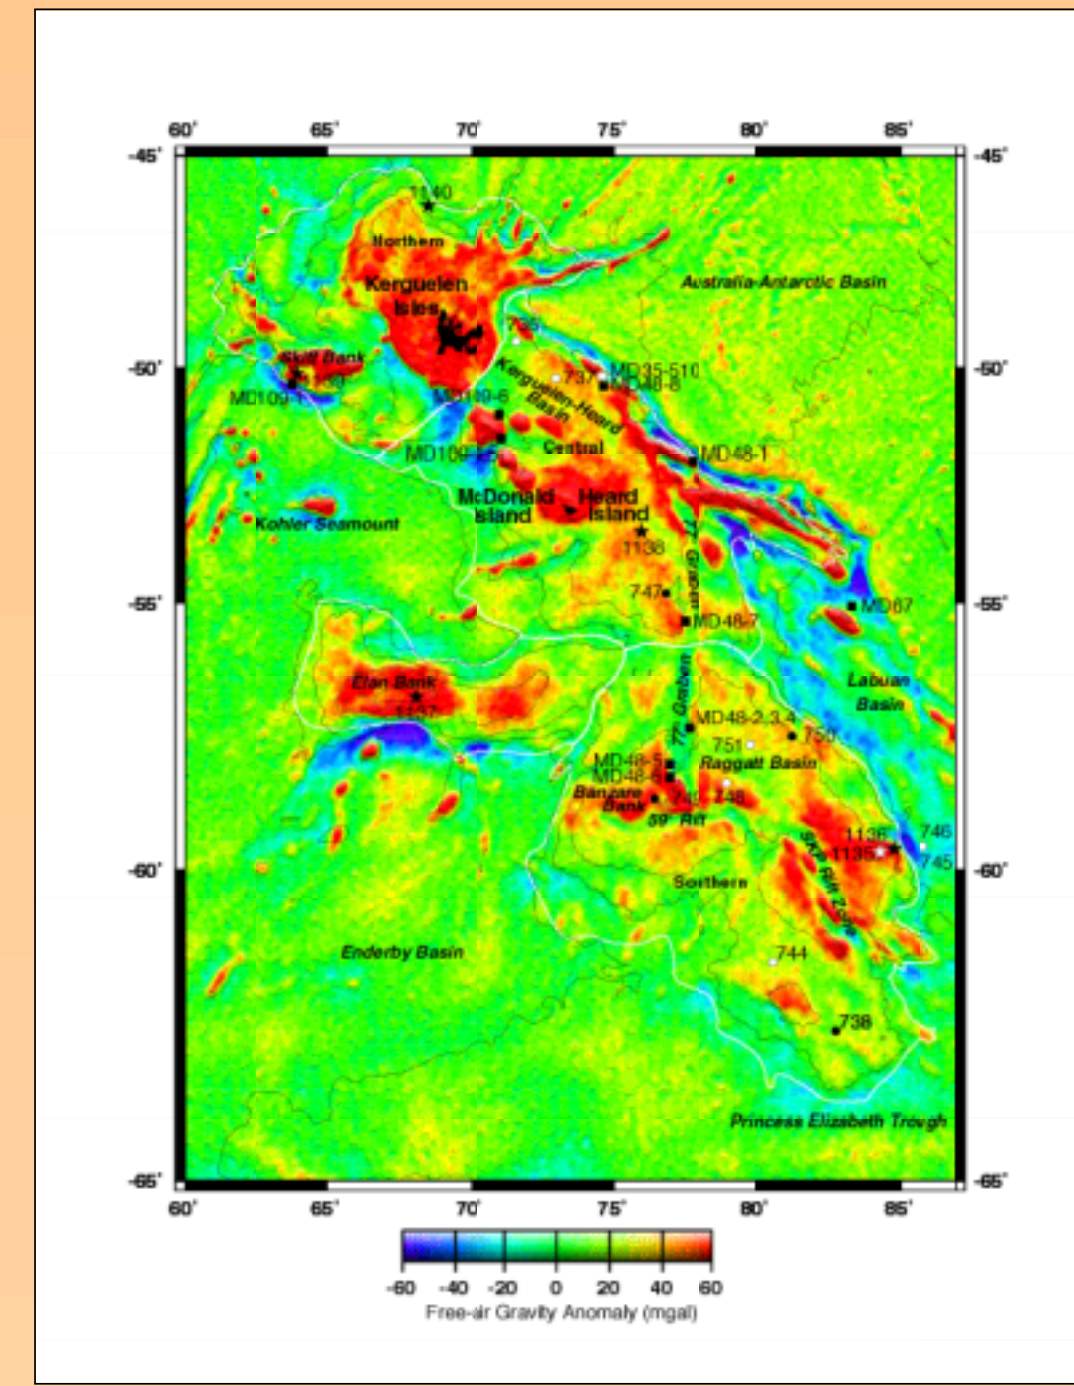 60° 65° 70° 75° 80° 85°
-45° -45°
1140
Northern
Kerguelen
Isles
Australia-Antarctic Basin
Skiff Bank
-50° -50°
737 MD35-510
MD48-8
MD109-6
Kerguelen-Heard
Basin
Central
MD48-1
McDonald Heard
Island Island
Kohler Seamount
1138
77° Graben
747
MD48-7
-55° -55°
MD67
Elan Bank
1137
Labuan
Basin
77° Graben
MD48-2,3,4
750
751
Raggatt Basin
MD48-5
MD48-6
Banzare
Bank
749 748
59° Rift
1136 746
1135 745
SKP Rift Zone
-60° -60°
Southern
Enderby Basin
744
738
Princess Elizabeth Trough
-65° -65°
60° 65° 70° 75° 80° 85°
-60 -40 -20 0 20 40 60
Free-air Gravity Anomaly (mgal)